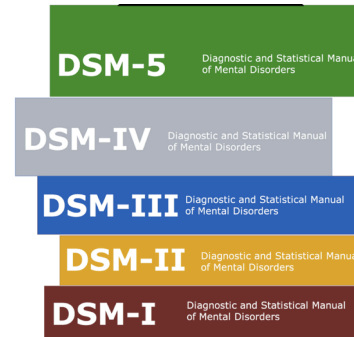 DSM-5
Diagnostic and Statistical Manua
of Mental Disorders
DSM-IV
Diagnostic and Statistical Manual
of Mental Disorders
DSM-III
Diagnostic and Statistical Manual
of Mental Disorders
DSM-II
Diagnostic and Statistical Manua
of Mental Disorders
DSM-I
Diagnostic and Statistical Manual
of Mental Disorders